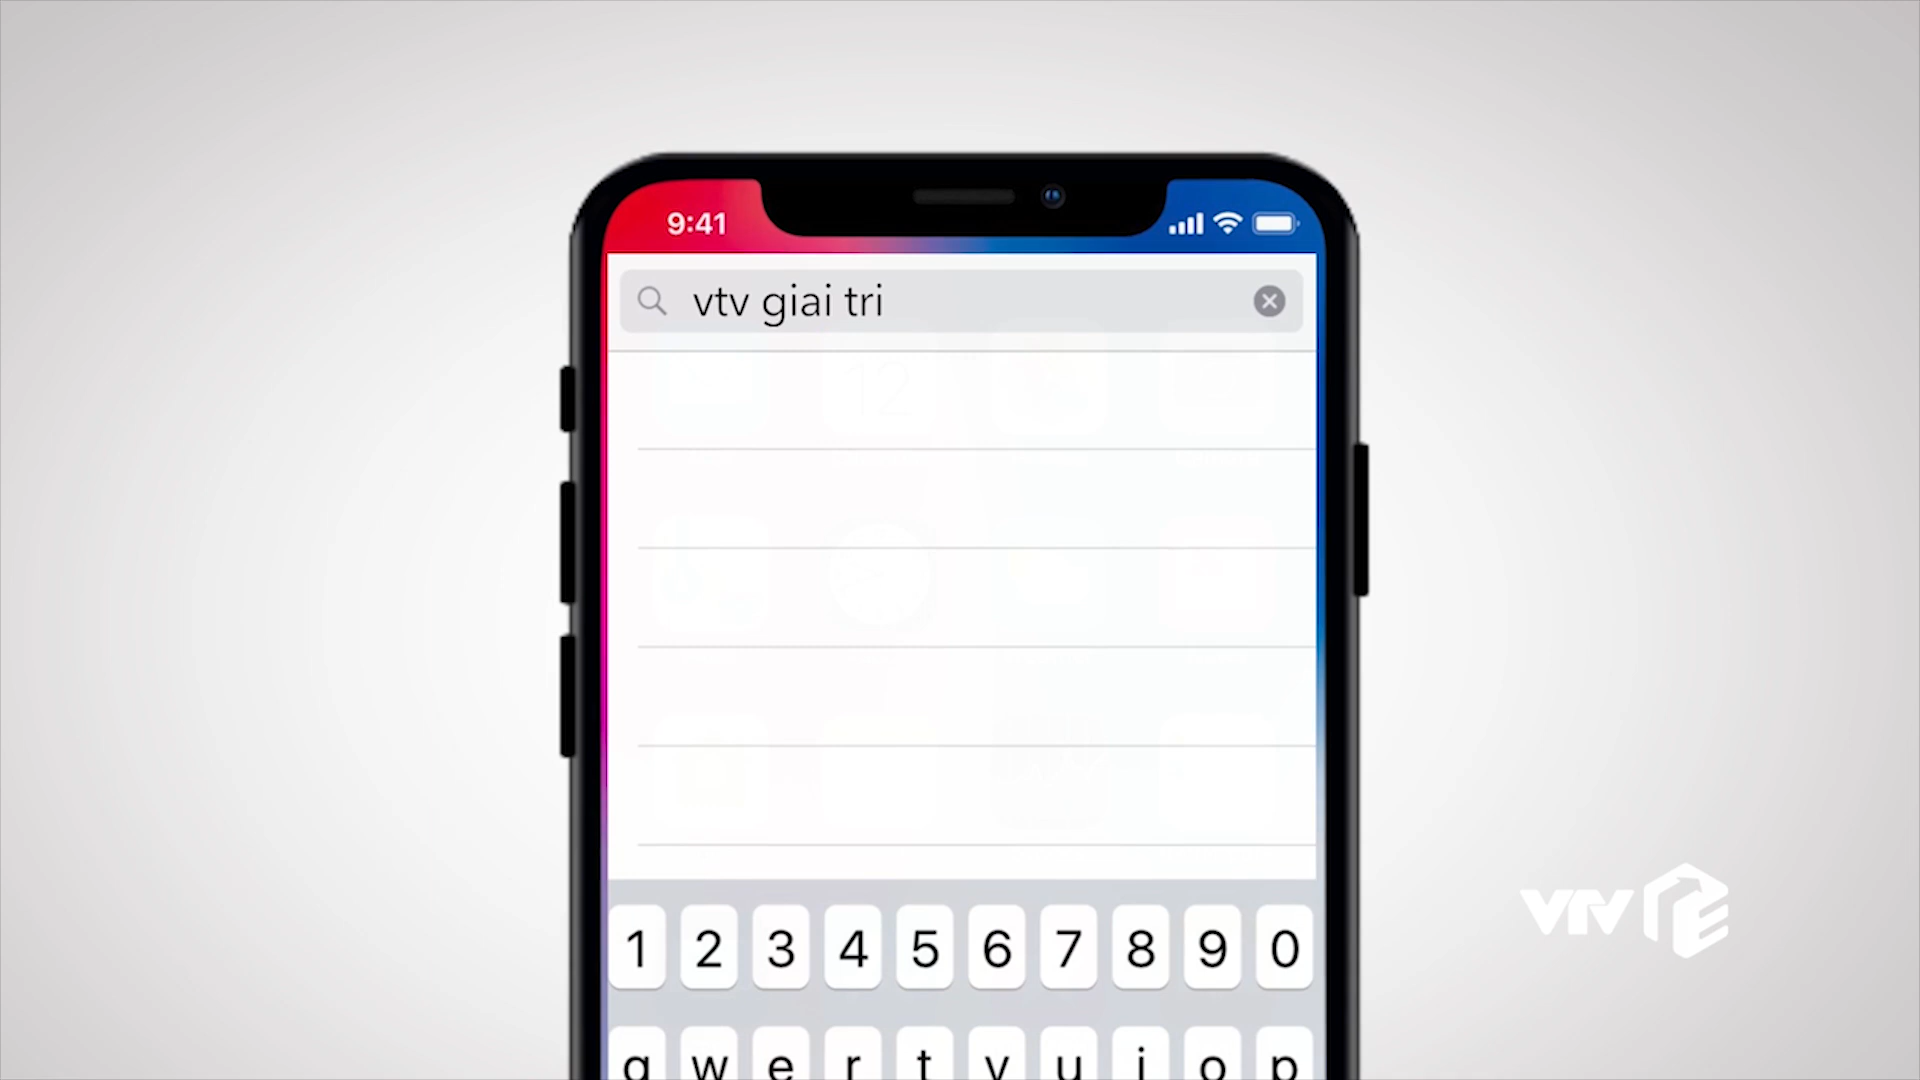 9:41
vtv giai tri
1 2 3 4 5 6 7 8 9 0
q w e r t y u i o p
VTV